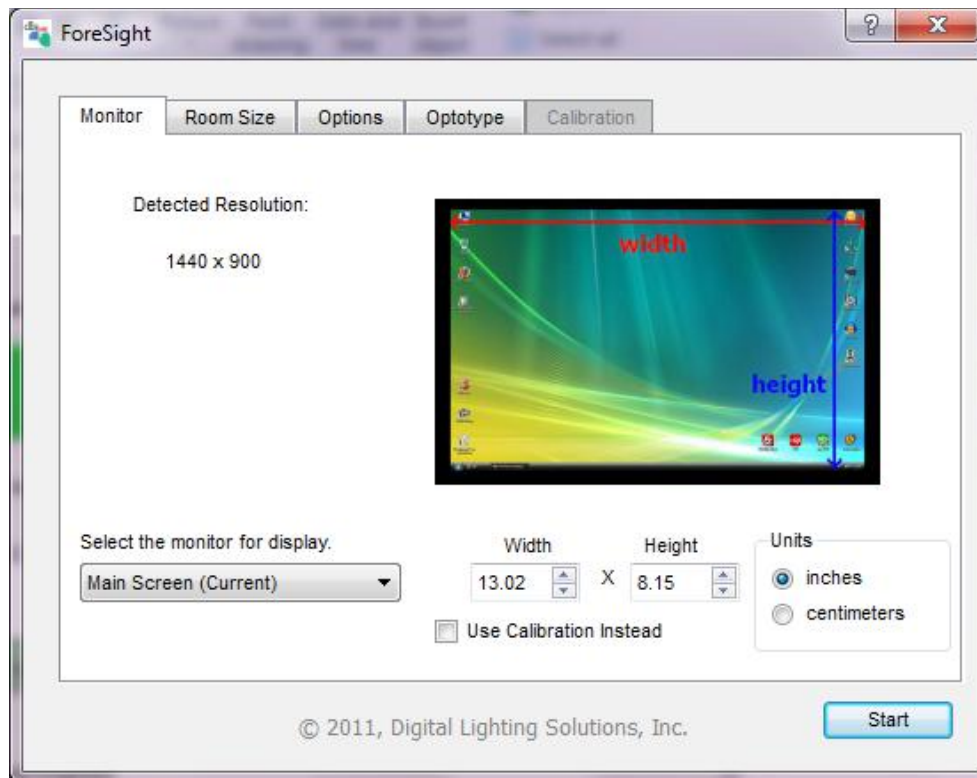 ForeSight
Monitor Room Size Options Optotype Calibration
Detected Resolution:
1440 x 900
width
height
Select the monitor for display.
Main Screen (Current)
Width Height
13.02 X 8.15
Use Calibration Instead
Units
inches
centimeters
© 2011, Digital Lighting Solutions, Inc.
Start